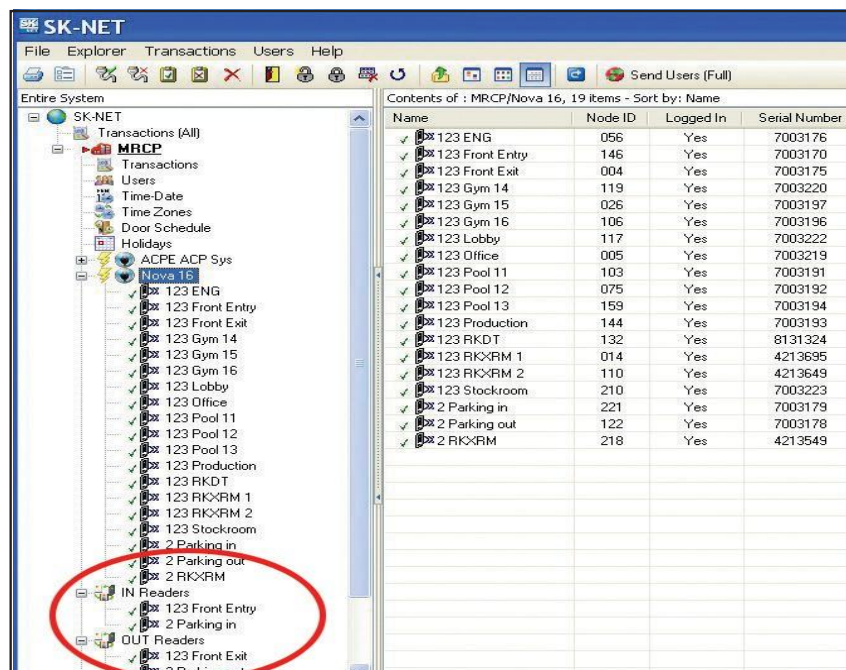 SK-NET
File Explorer Transactions Users Help
Send Users (Full)
Entire System
SK-NET
Transactions (All)
MRCP
Transactions
Users
Time-Date
Time Zones
Door Schedule
Holidays
ACPE ACP Sys
Nova 16
123 ENG
123 Front Entry
123 Front Exit
123 Gym 14
123 Gym 15
123 Gym 16
123 Lobby
123 Office
123 Pool 11
123 Pool 12
123 Pool 13
123 Production
123 RKDT
123 RKXRM 1
123 RKXRM 2
123 Stockroom
2 Parking in
2 Parking out
2 RKXRM
IN Readers
123 Front Entry
2 Parking in
OUT Readers
123 Front Exit
Contents of : MRCP/Nova 16, 19 items - Sort by: Name
Name Node ID Logged In Serial Number
123 ENG 056 Yes 7003176
123 Front Entry 146 Yes 7003170
123 Front Exit 004 Yes 7003175
123 Gym 14 119 Yes 7003220
123 Gym 15 026 Yes 7003197
123 Gym 16 106 Yes 7003196
123 Lobby 117 Yes 7003222
123 Office 005 Yes 7003219
123 Pool 11 103 Yes 7003191
123 Pool 12 075 Yes 7003192
123 Pool 13 159 Yes 7003194
123 Production 144 Yes 7003193
123 RKDT 132 Yes 8131324
123 RKXRM 1 014 Yes 4213695
123 RKXRM 2 110 Yes 4213649
123 Stockroom 210 Yes 7003223
2 Parking in 221 Yes 7003179
2 Parking out 122 Yes 7003178
2 RKXRM 218 Yes 4213549